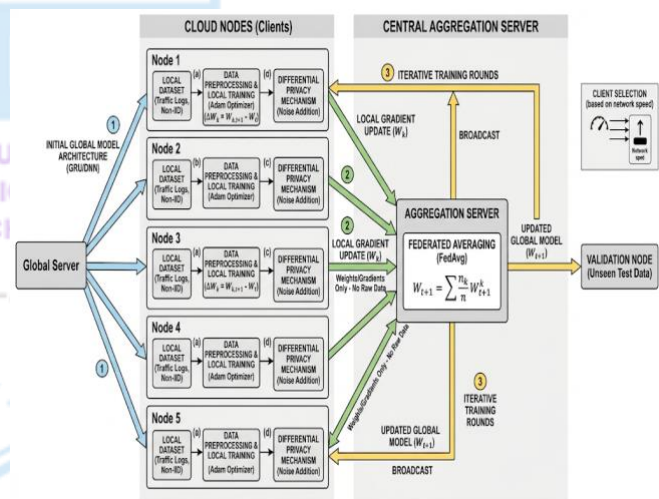 CLOUD NODES (Clients)
CENTRAL AGGREGATION SERVER
Global Server
INITIAL GLOBAL MODEL
ARCHITECTURE
(GRU/DNN)
1
1
Node 1
LOCAL
DATASET
(Traffic Logs,
Non-IID)
(a)
DATA
PREPROCESSING &
LOCAL TRAINING
(Adam Optimizer)
(d)
DIFFERENTIAL
PRIVACY
MECHANISM
(Noise Addition)
Node 2
LOCAL
DATASET
(Traffic Logs,
Non-IID)
(b)
DATA
PREPROCESSING &
LOCAL TRAINING
(Adam Optimizer)
(c)
DIFFERENTIAL
PRIVACY
MECHANISM
(Noise Addition)
Node 3
LOCAL
DATASET
(Traffic Logs,
Non-IID)
(a)
DATA
PREPROCESSING &
LOCAL TRAINING
(c)
DIFFERENTIAL
PRIVACY
MECHANISM
(Noise Addition)
Node 4
LOCAL
DATASET
(Traffic Logs,
Non-IID)
(a)
DATA
PREPROCESSING &
LOCAL TRAINING
(Adam Optimizer)
(d)
DIFFERENTIAL
PRIVACY
MECHANISM
(Noise Addition)
Node 5
LOCAL
DATASET
(Traffic Logs,
Non-IID)
(a)
DATA
PREPROCESSING &
LOCAL TRAINING
(Adam Optimizer)
(d)
DIFFERENTIAL
PRIVACY
MECHANISM
(Noise Addition)
3 ITERATIVE TRAINING ROUNDS
LOCAL GRADIENT
UPDATE (Wk)
BROADCAST
2
2
LOCAL GRADIENT
UPDATE (Wk)
Weights/Gradients
Only - No Raw Data
Weights/Gradients Only - No Raw Data
AGGREGATION SERVER
FEDERATED AVERAGING
(FedAvg)
Wt+1 = ∑ nk/n Wkt+1
UPDATED
GLOBAL MODEL
(Wt+1)
3
ITERATIVE
TRAINING
ROUNDS
UPDATED GLOBAL
MODEL (Wt+1)
BROADCAST
CLIENT SELECTION
(based on network speed)
Network
VALIDATION NODE
(Unseen Test Data)